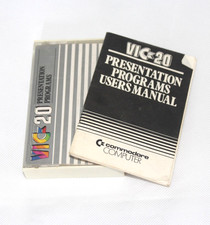 VIC-20
PRESENTATION
PROGRAMS
VIC-20
PRESENTATION
PROGRAMS
USERS MANUAL
commodore
COMPUTER